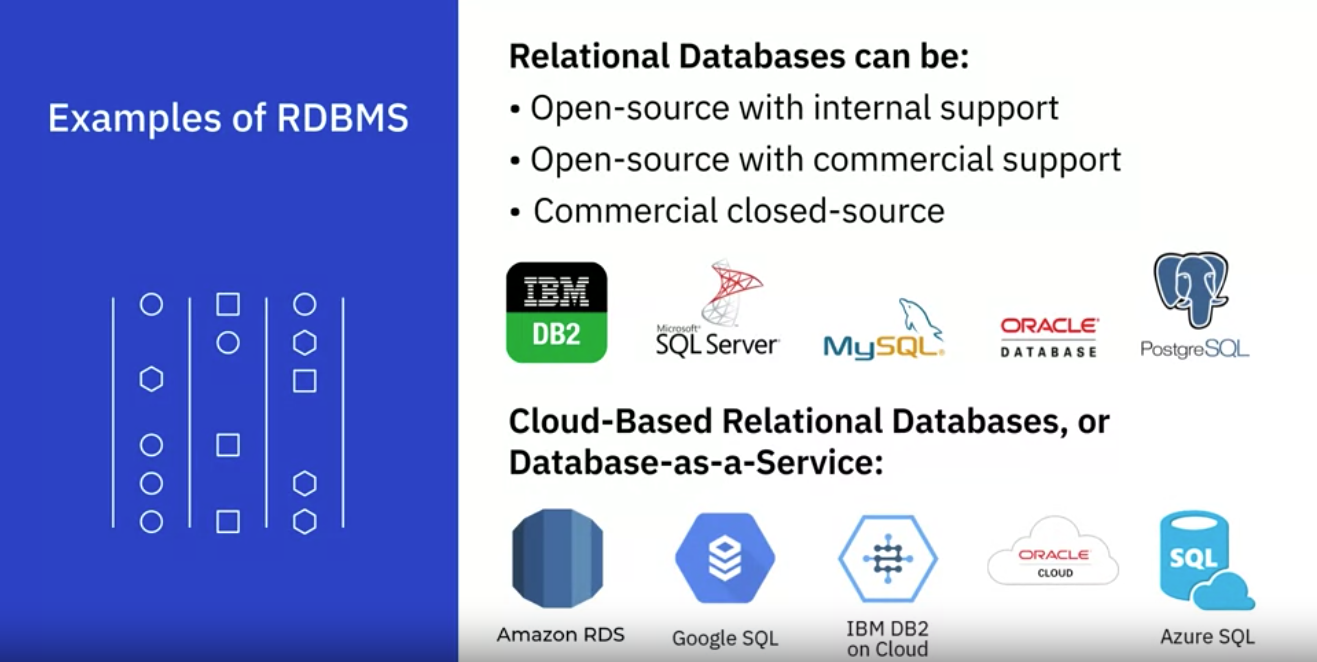 Examples of RDBMS
Relational Databases can be:
• Open-source with internal support
• Open-source with commercial support
• Commercial closed-source
IBM
DB2
Microsoft®
SQL Server®
MySQL®
ORACLE®
DATABASE
PostgreSQL
Cloud-Based Relational Databases, or
Database-as-a-Service:
Amazon RDS
Google SQL
IBM DB2
on Cloud
ORACLE
CLOUD
SQL
Azure SQL